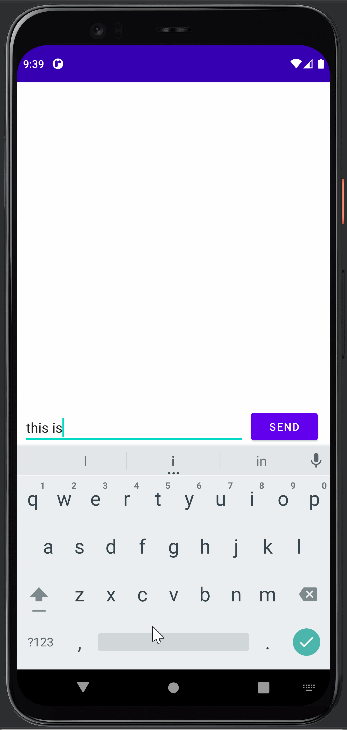 9:39
this is
SEND
I i in
1 2 3 4 5 6 7 8 9 0
q w e r t y u i o p
a s d f g h j k l
z x c v b n m
?123 , .